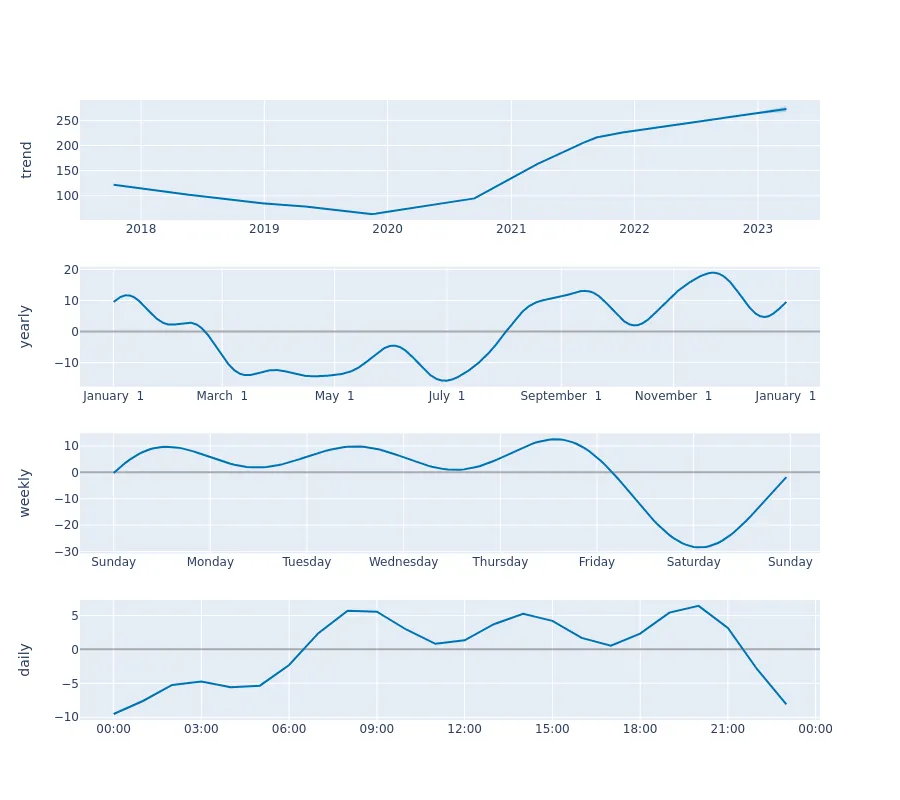 250
200
150
100
trend
2018 2019 2020 2021 2022 2023
20
10
0
−10
yearly
January 1 March 1 May 1 July 1 September 1 November 1 January 1
10
0
−10
−20
−30
weekly
Sunday Monday Tuesday Wednesday Thursday Friday Saturday Sunday
5
0
−5
−10
daily
00:00 03:00 06:00 09:00 12:00 15:00 18:00 21:00 00:00